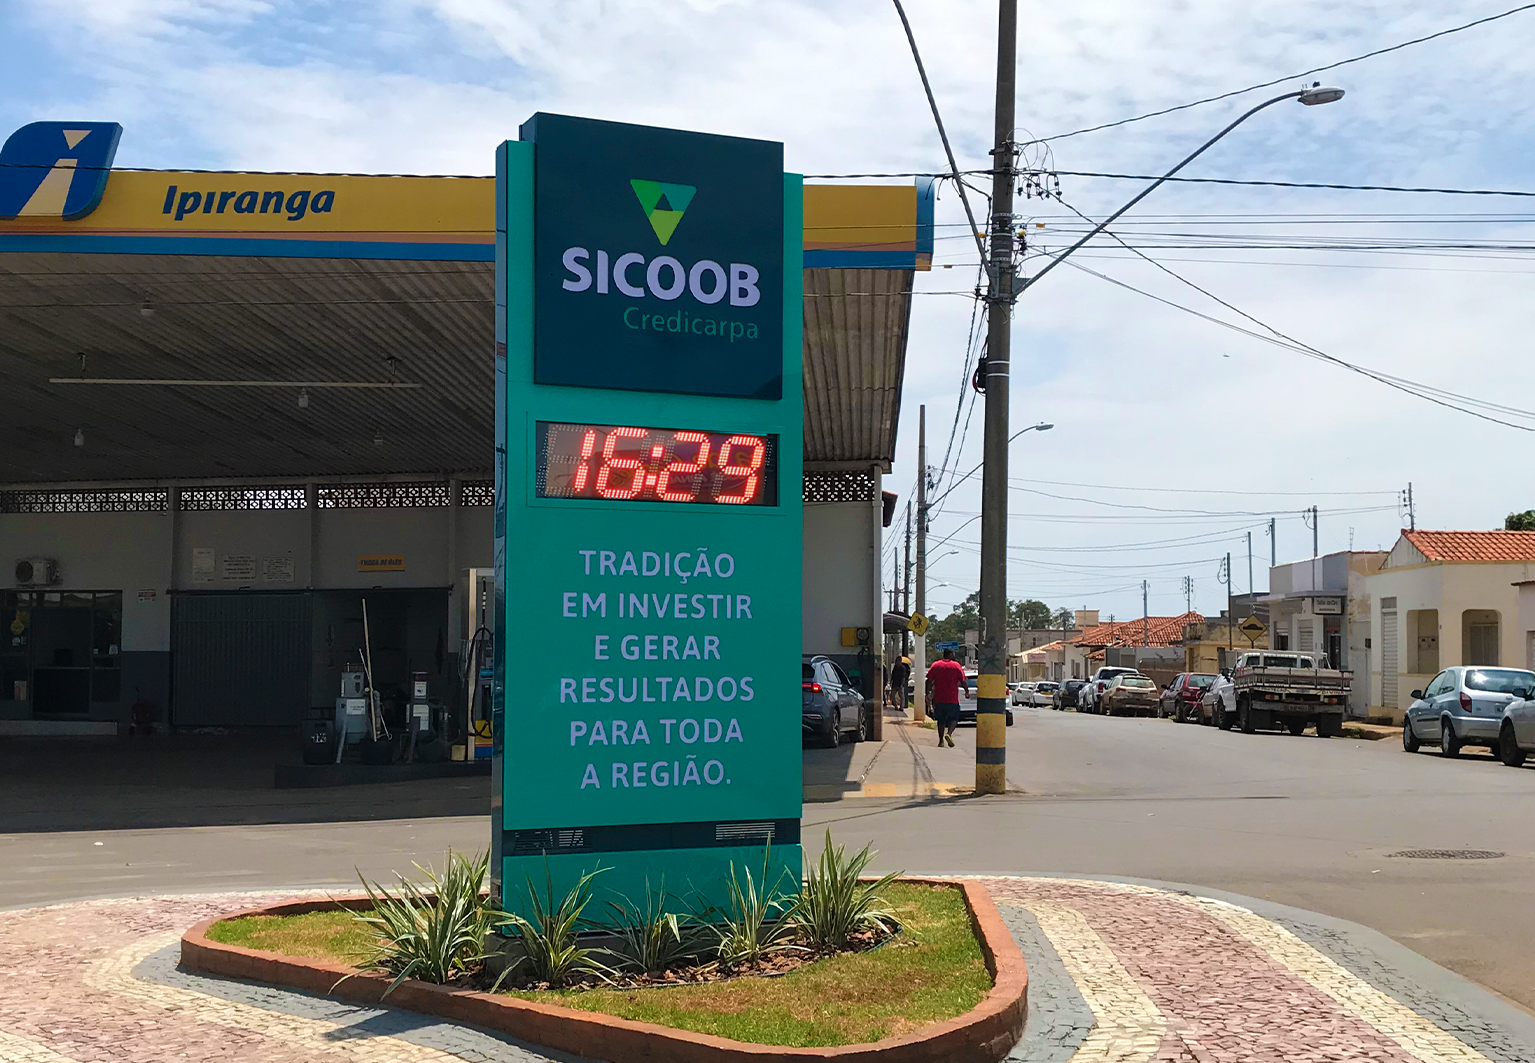 Ipiranga
SICOOB
Credicarpa
16:29
TRADIÇÃO
EM INVESTIR
E GERAR
RESULTADOS
PARA TODA
A REGIÃO.